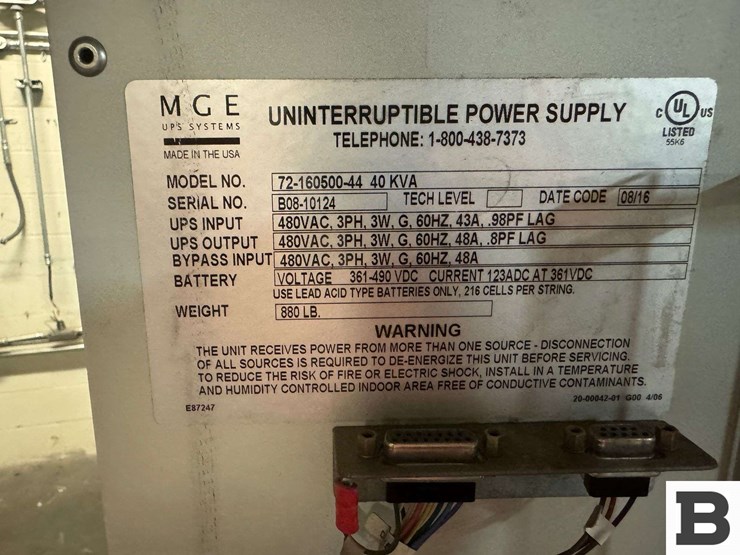 MGE
UPS SYSTEMS
MADE IN THE USA
UNINTERRUPTIBLE POWER SUPPLY
TELEPHONE: 1-800-438-7373
C UL US
LISTED
55K6
MODEL NO. 72-160500-44 40 KVA
SERIAL NO. B08-10124 TECH LEVEL DATE CODE 08/16
UPS INPUT 480VAC, 3PH, 3W, G, 60HZ, 43A, .98PF LAG
UPS OUTPUT 480VAC, 3PH, 3W, G, 60HZ, 48A, .8PF LAG
BYPASS INPUT 480VAC, 3PH, 3W, G, 60HZ, 48A
BATTERY VOLTAGE 361-490 VDC CURRENT 123ADC AT 361VDC
USE LEAD ACID TYPE BATTERIES ONLY, 216 CELLS PER STRING.
WEIGHT 880 LB.
WARNING
THE UNIT RECEIVES POWER FROM MORE THAN ONE SOURCE - DISCONNECTION
OF ALL SOURCES IS REQUIRED TO DE-ENERGIZE THIS UNIT BEFORE SERVICING.
TO REDUCE THE RISK OF FIRE OR ELECTRIC SHOCK, INSTALL IN A TEMPERATURE
AND HUMIDITY CONTROLLED INDOOR AREA FREE OF CONDUCTIVE CONTAMINANTS.
E87247 20-00042-01 G00 4/06
B